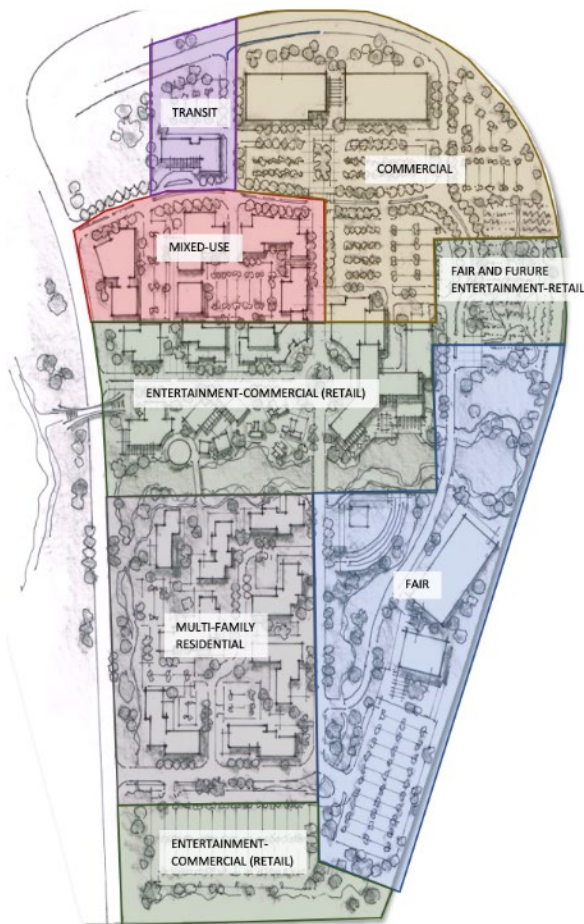 TRANSIT
COMMERCIAL
MIXED-USE
FAIR AND FURURE
ENTERTAINMENT-RETAIL
ENTERTAINMENT-COMMERCIAL (RETAIL)
FAIR
MULTI-FAMILY
RESIDENTIAL
ENTERTAINMENT-
COMMERCIAL (RETAIL)